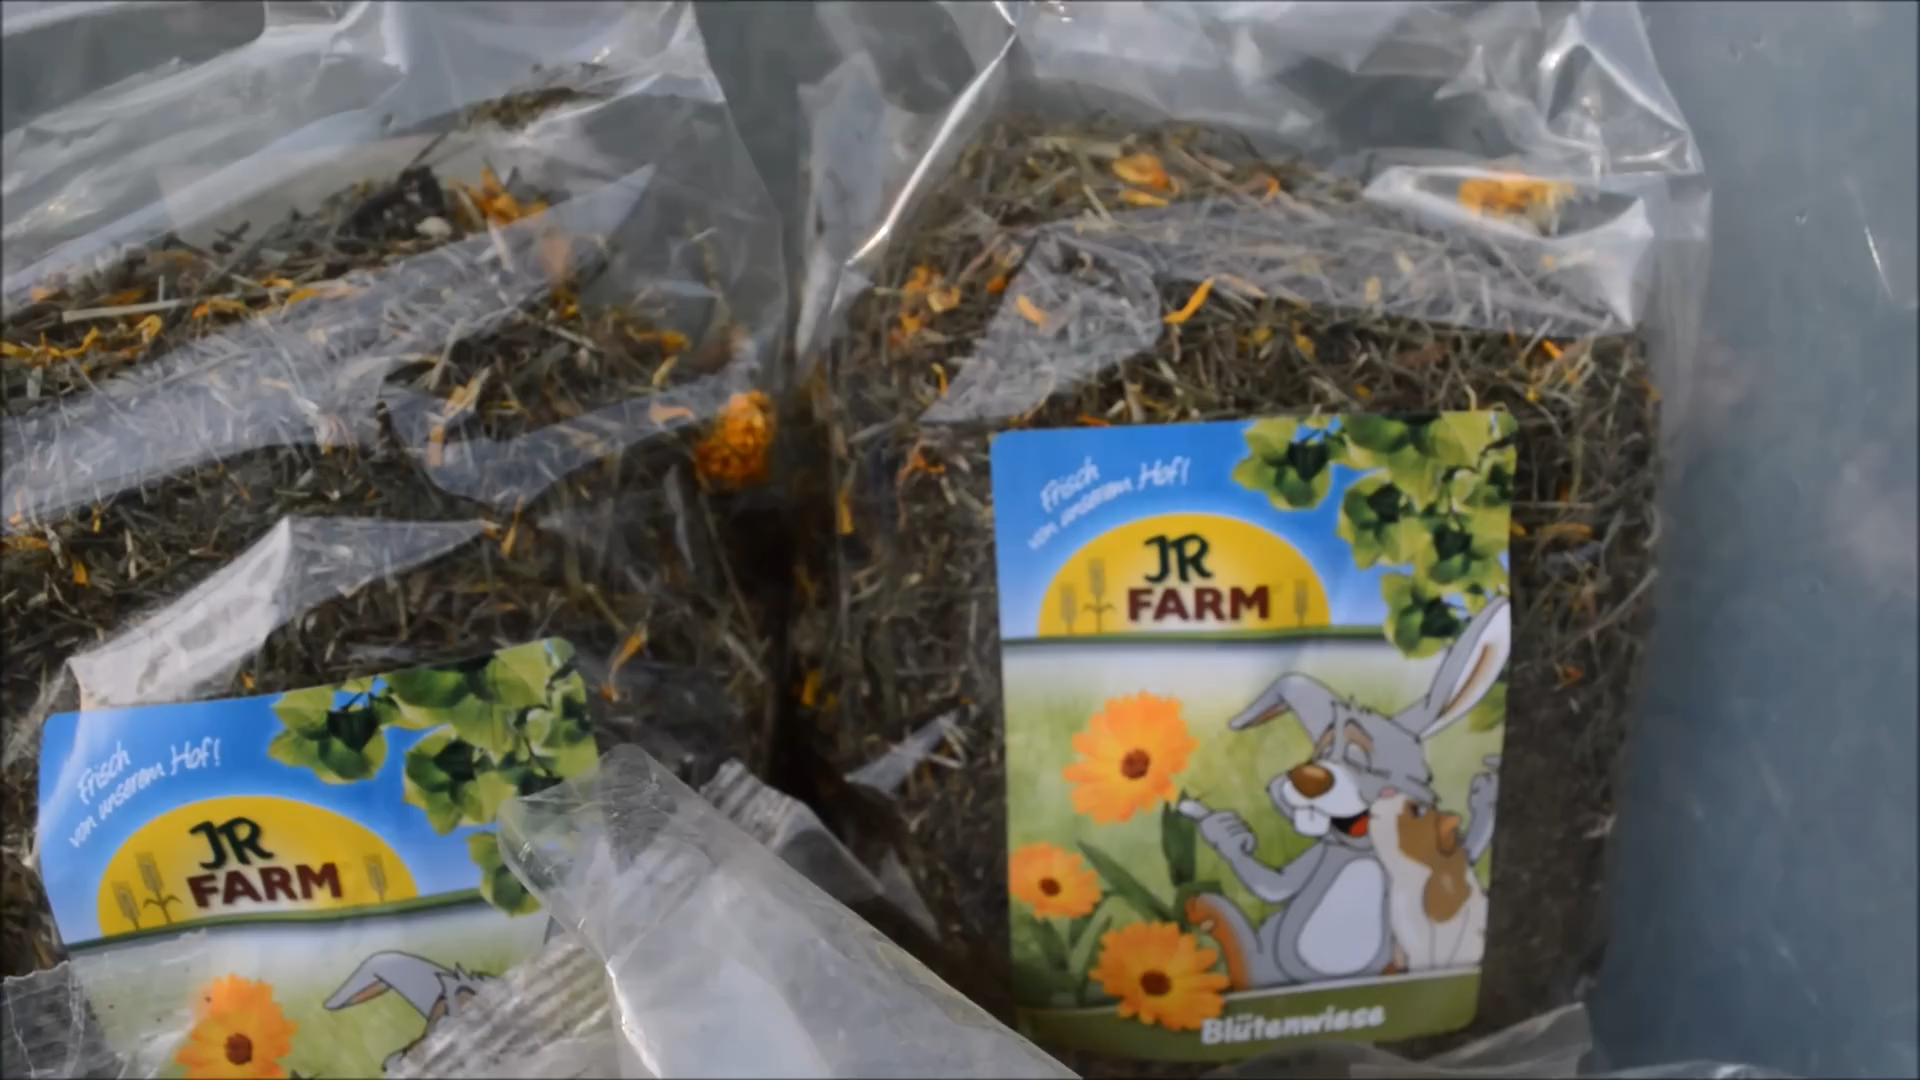 Frisch
von unserem Hof!
JR
FARM
Blütenwiese
Frisch
von unserem Hof!
JR
FARM